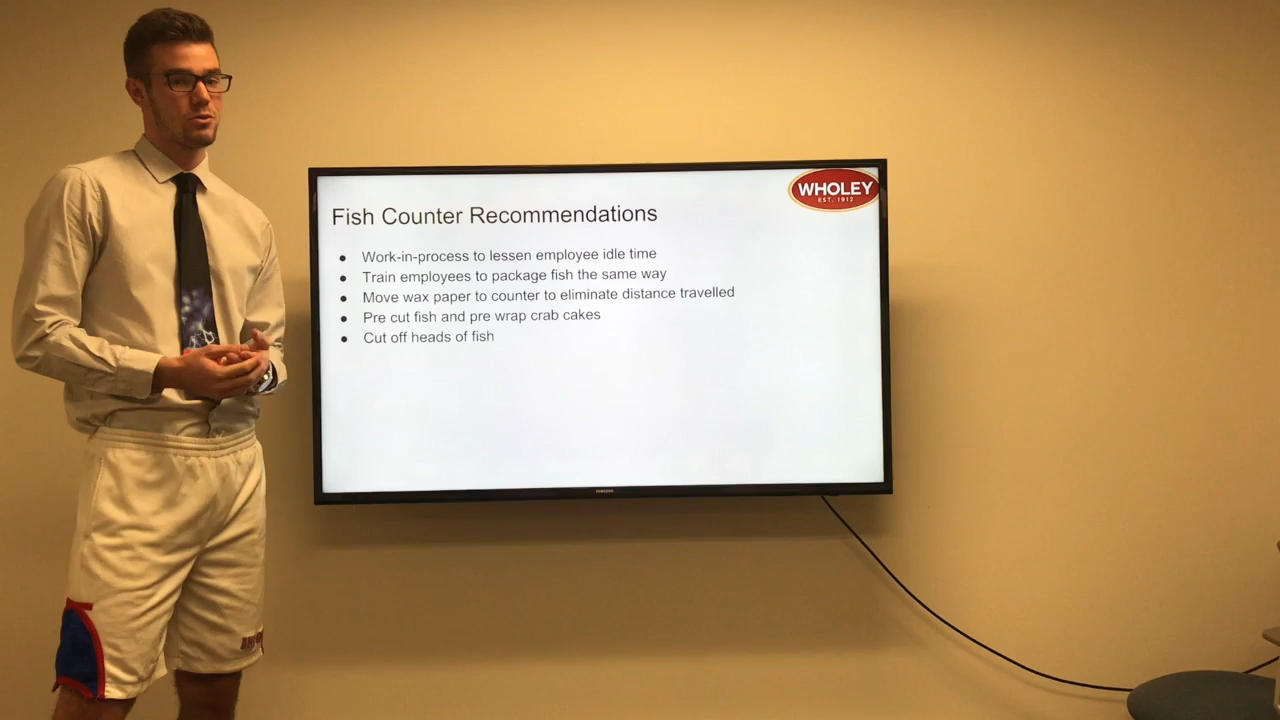 WHOLEY
EST. 1912
Fish Counter Recommendations
● Work-in-process to lessen employee idle time
● Train employees to package fish the same way
● Move wax paper to counter to eliminate distance travelled
● Pre cut fish and pre wrap crab cakes
● Cut off heads of fish
SAMSUNG